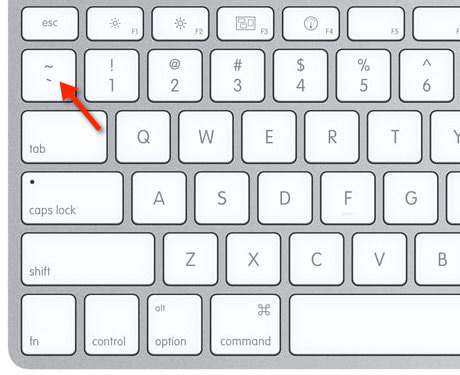 esc F1 F2 F3 F4 F5
~ ! @ # $ % ^
` 1 2 3 4 5 6
tab Q W E R T Y
caps lock A S D F G
shift Z X C V B
alt ⌘
fn control option command